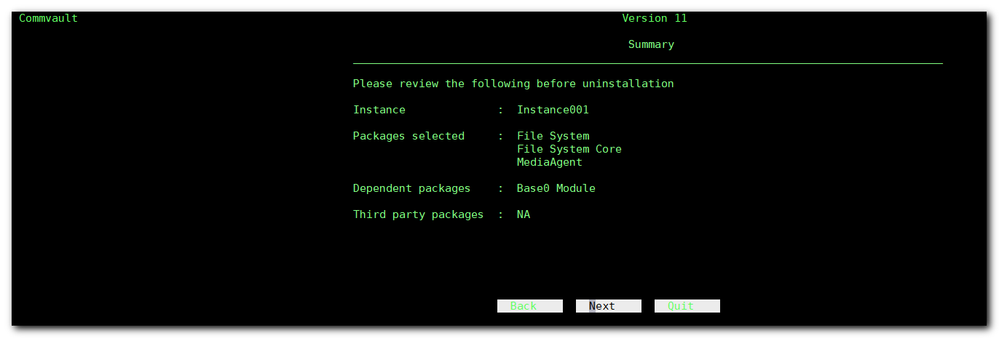 Commvault Version 11
Summary
Please review the following before uninstallation
Instance : Instance001
Packages selected : File System
File System Core
MediaAgent
Dependent packages : Base0 Module
Third party packages : NA
Back Next Quit